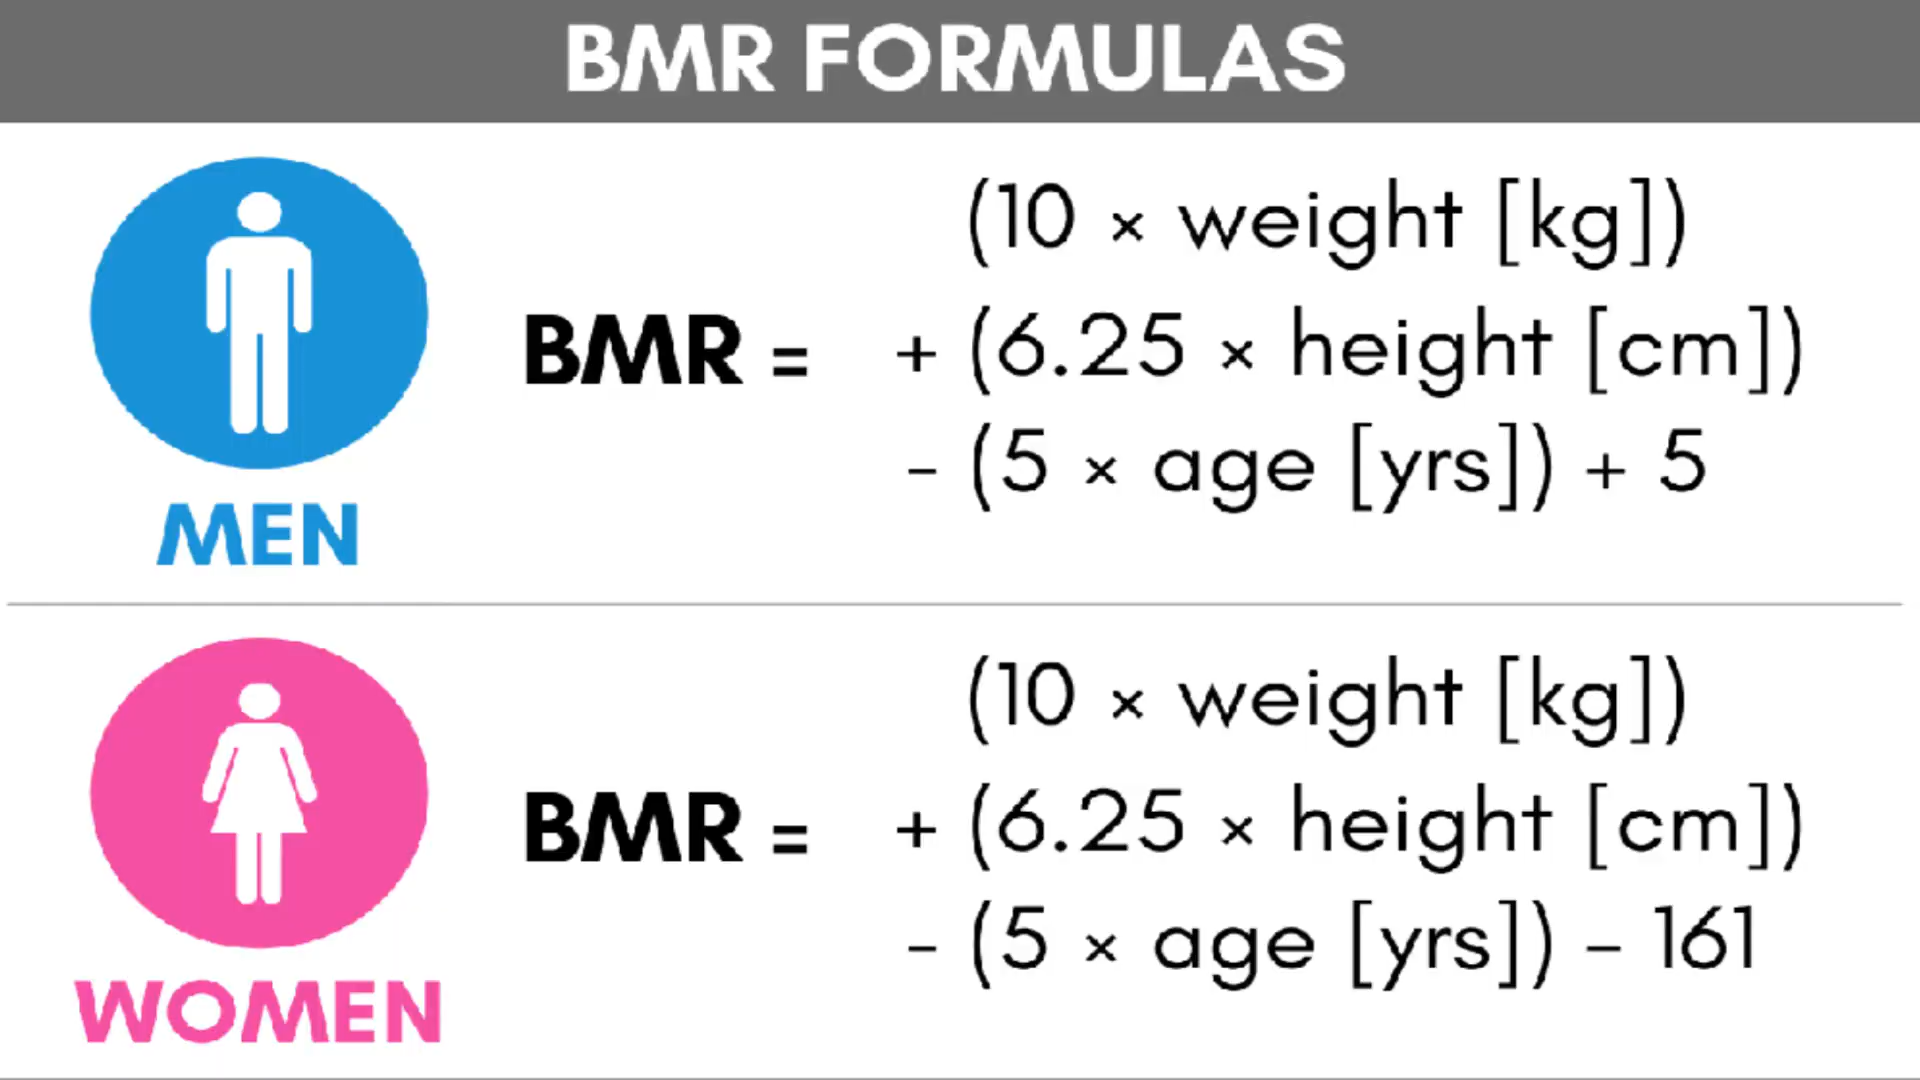 BMR FORMULAS
(10 × weight [kg])
BMR = + (6.25 × height [cm])
- (5 × age [yrs]) + 5
MEN
(10 × weight [kg])
BMR = + (6.25 × height [cm])
- (5 × age [yrs]) – 161
WOMEN